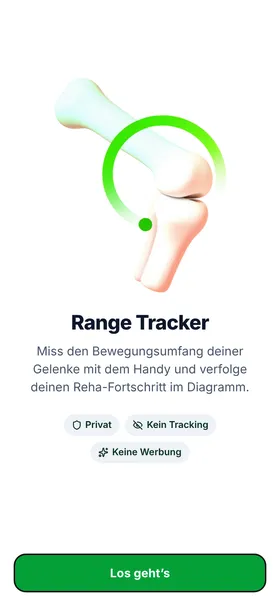 Range Tracker
Miss den Bewegungsumfang deiner
Gelenke mit dem Handy und verfolge
deinen Reha-Fortschritt im Diagramm.
Privat
Kein Tracking
Keine Werbung
Los geht’s